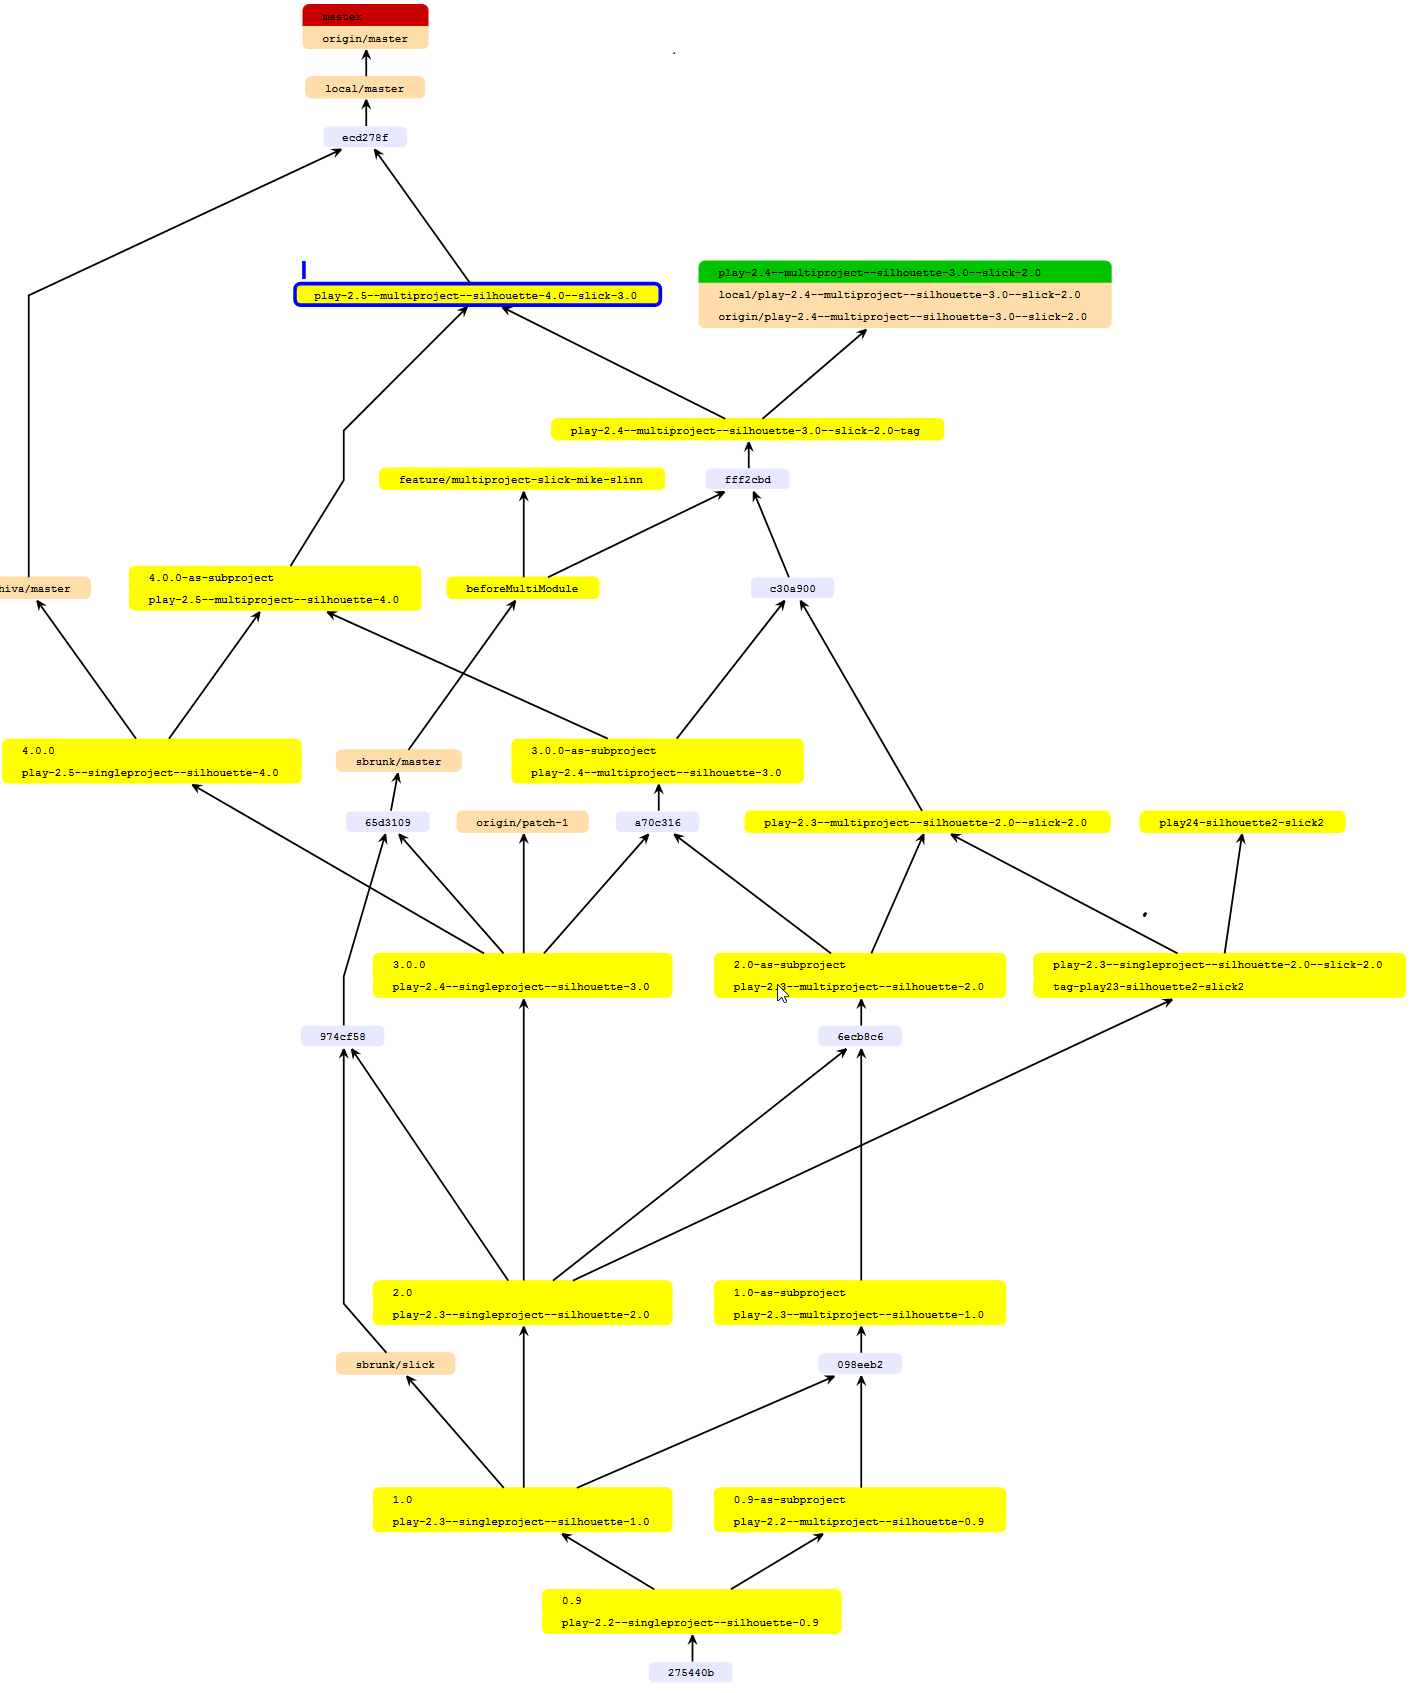 master
origin/master
local/master
ecd278f
play-2.5--multiproject--silhouette-4.0--slick-3.0
play-2.4--multiproject--silhouette-3.0--slick-2.0
local/play-2.4--multiproject--silhouette-3.0--slick-2.0
origin/play-2.4--multiproject--silhouette-3.0--slick-2.0
play-2.4--multiproject--silhouette-3.0--slick-2.0-tag
feature/multiproject-slick-mike-slinn
fff2cbd
hiva/master
4.0.0-as-subproject
play-2.5--multiproject--silhouette-4.0
beforeMultiModule
c30a900
4.0.0
play-2.5--singleproject--silhouette-4.0
sbrunk/master
3.0.0-as-subproject
play-2.4--multiproject--silhouette-3.0
65d3109
origin/patch-1
a70c316
play-2.3--multiproject--silhouette-2.0--slick-2.0
play24-silhouette2-slick2
3.0.0
play-2.4--singleproject--silhouette-3.0
2.0-as-subproject
play-2.3--multiproject--silhouette-2.0
play-2.3--singleproject--silhouette-2.0--slick-2.0
tag-play23-silhouette2-slick2
974cf58
6ecb8c6
2.0
play-2.3--singleproject--silhouette-2.0
1.0-as-subproject
play-2.3--multiproject--silhouette-1.0
sbrunk/slick
098eeb2
1.0
play-2.3--singleproject--silhouette-1.0
0.9-as-subproject
play-2.2--multiproject--silhouette-0.9
0.9
play-2.2--singleproject--silhouette-0.9
275440b